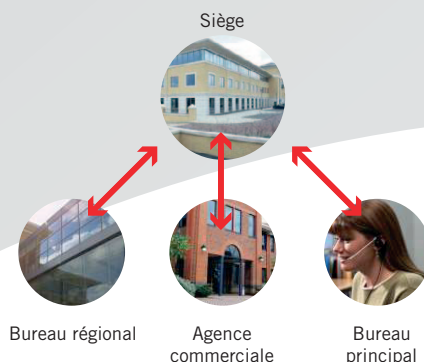 Siège
Bureau régional
Agence
commerciale
Bureau
principal